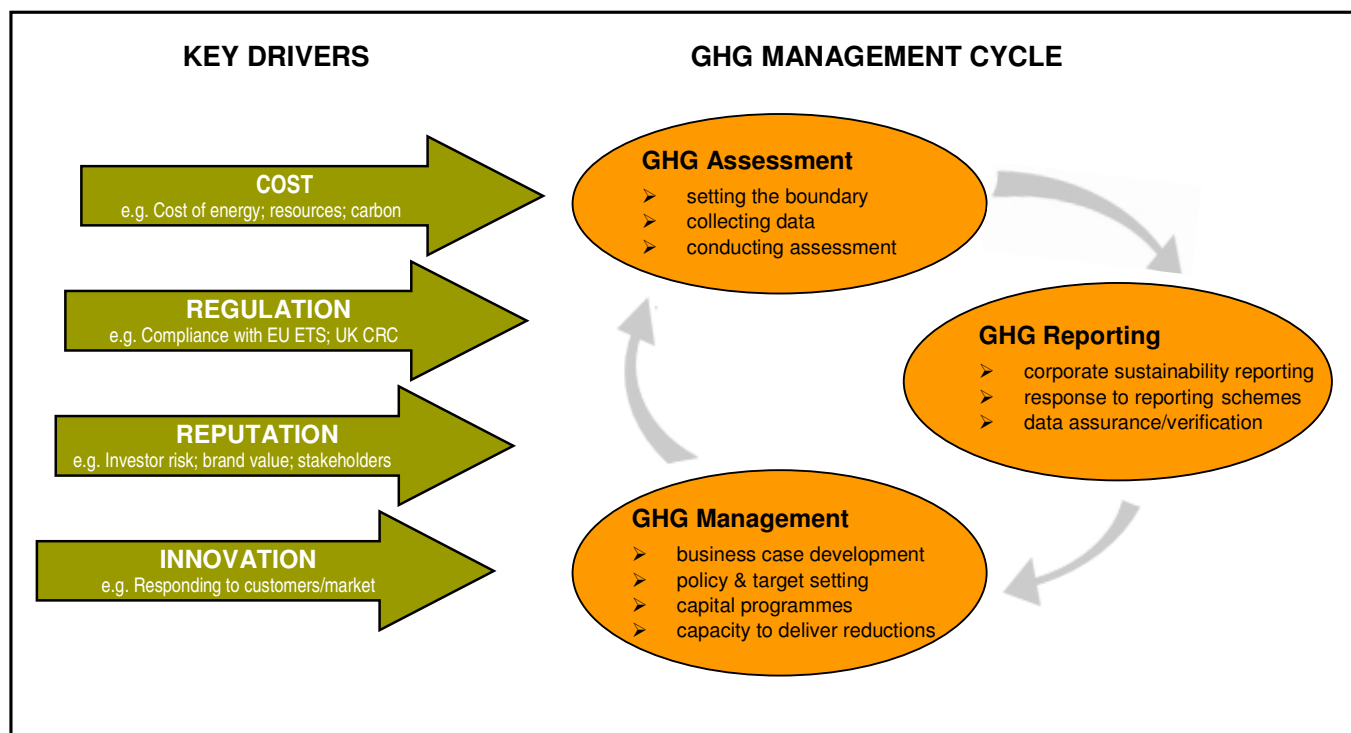 KEY DRIVERS
GHG MANAGEMENT CYCLE
COST
e.g. Cost of energy; resources; carbon
REGULATION
e.g. Compliance with EU ETS; UK CRC
REPUTATION
e.g. Investor risk; brand value; stakeholders
INNOVATION
e.g. Responding to customers/market
GHG Assessment
➢ setting the boundary
➢ collecting data
➢ conducting assessment
GHG Reporting
➢ corporate sustainability reporting
➢ response to reporting schemes
➢ data assurance/verification
GHG Management
➢ business case development
➢ policy & target setting
➢ capital programmes
➢ capacity to deliver reductions